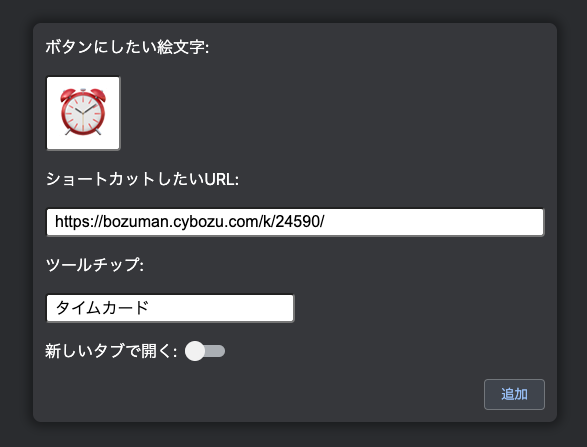 ボタンにしたい絵文字:
ショートカットしたいURL:
https://bozuman.cybozu.com/k/24590/
ツールチップ:
タイムカード
新しいタブで開く:
追加